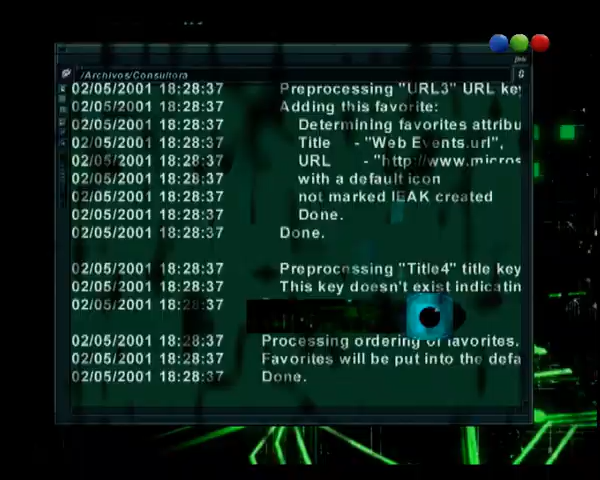 /Archivos/Consultora
02/05/2001 18:28:37 Preprocessing "URL3" URL key
02/05/2001 18:28:37 Adding this favorite:
02/05/2001 18:28:37 Determining favorites attribu
02/05/2001 18:28:37 Title - "Web Events.url",
02/05/2001 18:28:37 URL - "http://www.micros
02/05/2001 18:28:37 with a default icon
02/05/2001 18:28:37 not marked IEAK created
02/05/2001 18:28:37 Done.
02/05/2001 18:28:37 Done.
02/05/2001 18:28:37 Preprocessing "Title4" title key
02/05/2001 18:28:37 This key doesn't exist indicatin
02/05/2001 18:28:37
02/05/2001 18:28:37 Processing ordering of favorites.
02/05/2001 18:28:37 Favorites will be put into the defa
02/05/2001 18:28:37 Done.